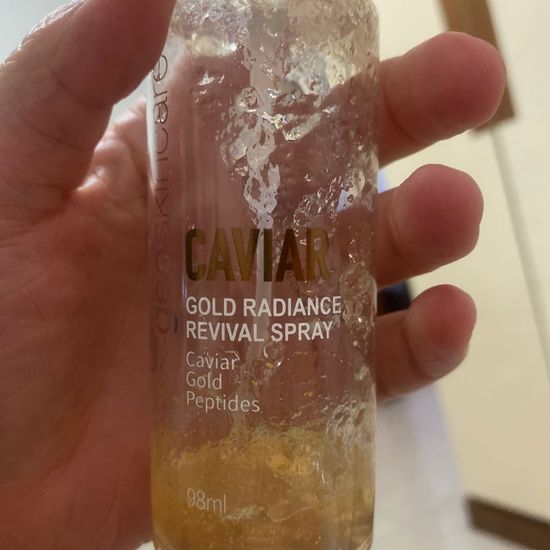 CAVIAR
GOLD RADIANCE
REVIVAL SPRAY
Caviar
Gold
Peptides
98ml